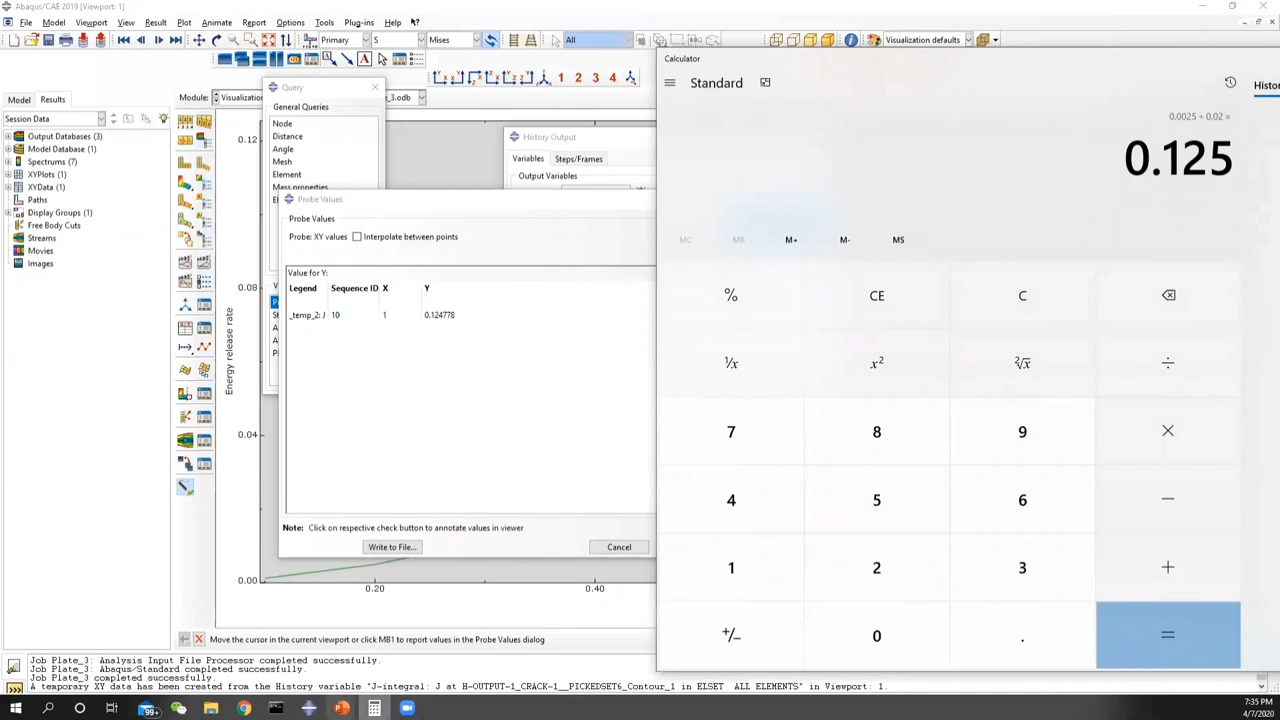 Abaqus/CAE 2019 [Viewport: 1]
File Model Viewport View Result Plot Animate Report Options Tools Plug-ins Help
Primary S Mises All Visualization defaults
1 2 3 4
Model Results Module: Visualization _3.odb
Session Data
Output Databases (3)
Model Database (1)
Spectrums (7)
XYPlots (1)
XYData (1)
Paths
Display Groups (1)
Free Body Cuts
Streams
Movies
Images
Query
General Queries
Node
Distance
Angle
Mesh
Element
Mass properties
History Output
Variables Steps/Frames
Output Variables
Probe Values
Probe Values
Probe: XY values Interpolate between points
Value for Y:
Legend Sequence ID X Y
_temp_2: J 10 1 0.124778
Note: Click on respective check button to annotate values in viewer
Write to File... Cancel
Energy release rate
0.12
0.08
0.04
0.00
0.20 0.40
Move the cursor in the current viewport or click MB1 to report values in the Probe Values dialog
Calculator
Standard
Histo
0.0025 ÷ 0.02 =
0.125
MC MR M+ M- MS
% CE C
¹/x x² ²√x ÷
7 8 9 ×
4 5 6 −
1 2 3 +
+/− 0 . =
Job Plate_3: Analysis Input File Processor completed successfully.
Job Plate_3: Abaqus/Standard completed successfully.
Job Plate_3 completed successfully.
A temporary XY data has been created from the History variable "J-integral: J at H-OUTPUT-1_CRACK-1__PICKEDSET6_Contour_1 in ELSET  ALL ELEMENTS" in Viewport: 1.
99+
7:35 PM
4/7/2020